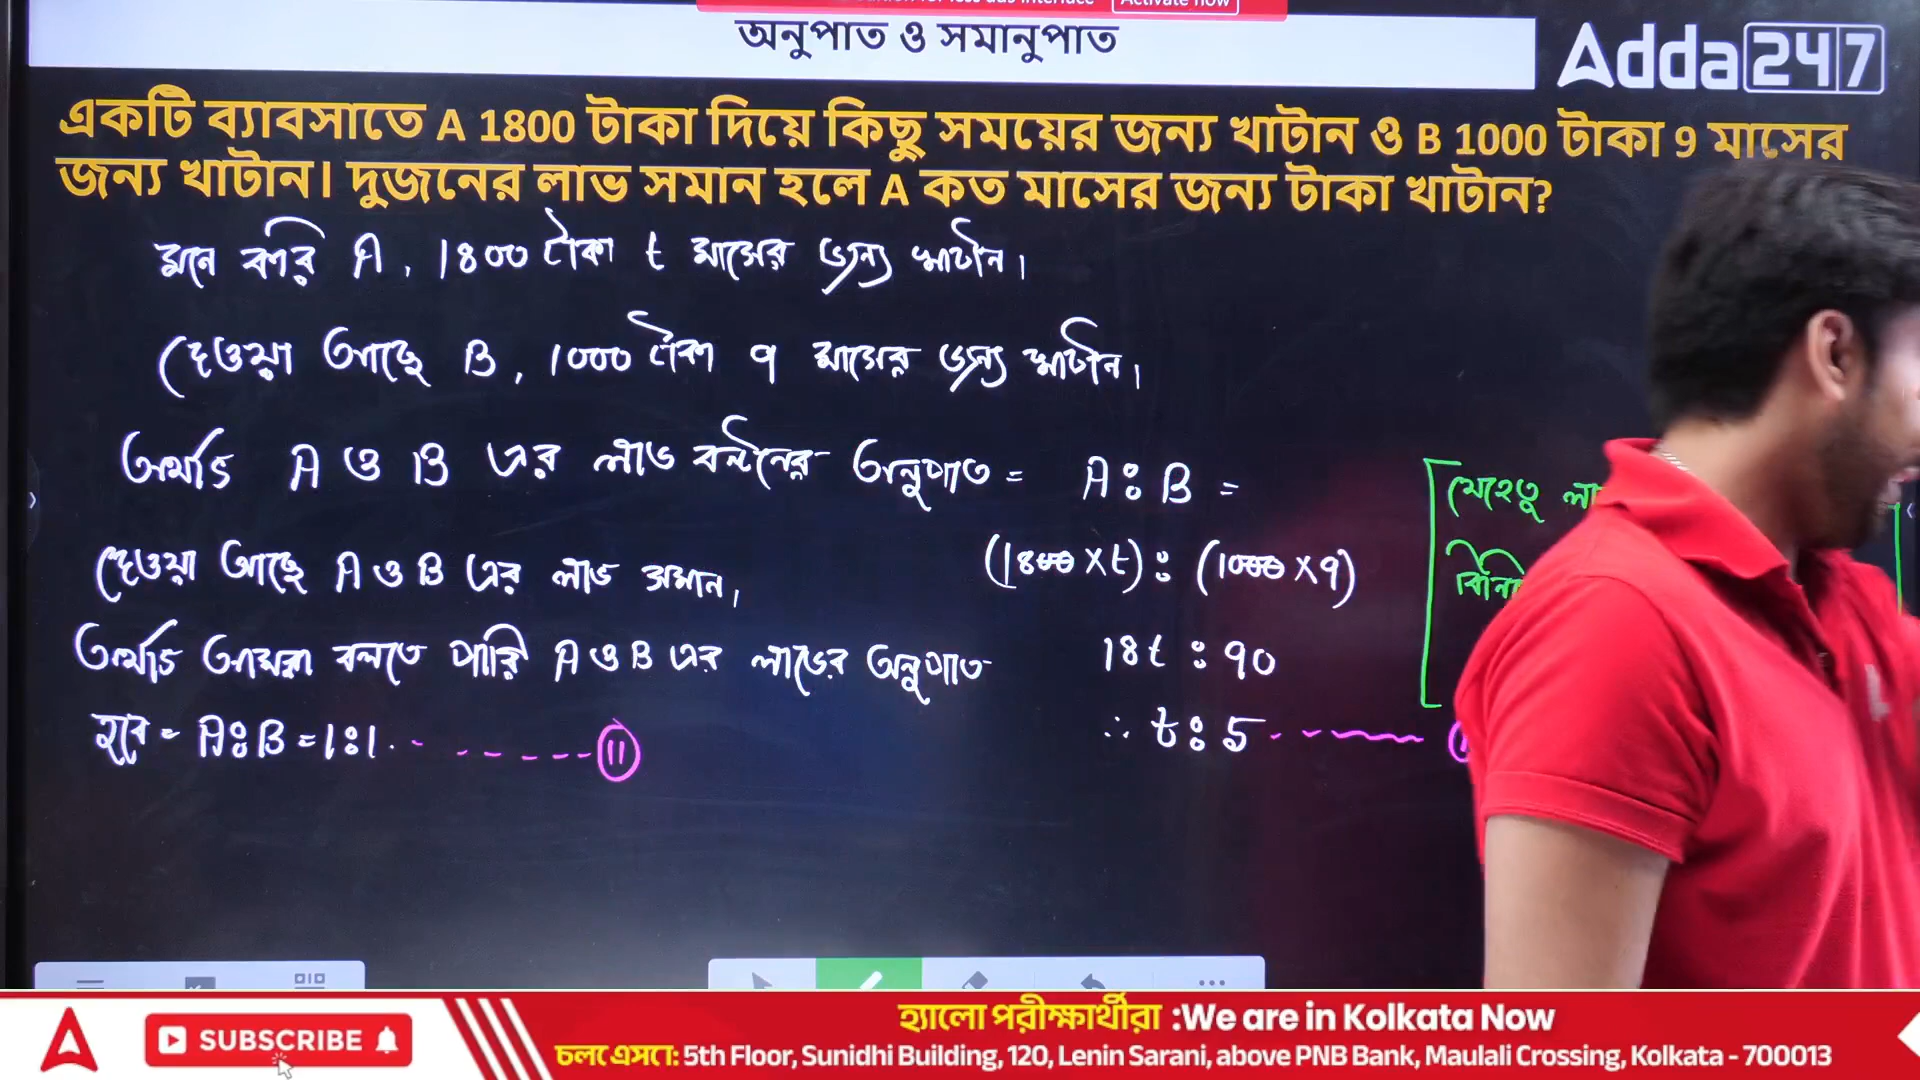 Activate now
অনুপাত ও সমানুপাত
Adda247
একটি ব্যাবসাতে A 1800 টাকা দিয়ে কিছু সময়ের জন্য খাটান ও B 1000 টাকা 9 মাসের
জন্য খাটান। দুজনের লাভ সমান হলে A কত মাসের জন্য টাকা খাটান?
মনে করি A, 1800 টাকা t মাসের জন্য খাটান।
দেওয়া আছে B, 1000 টাকা 9 মাসের জন্য খাটান।
অর্থাৎ A ও B এর লাভ বন্টনের অনুপাত = A : B =
(1800 x t) : (1000 x 9)
18t : 90
∴ t : 5
দেওয়া আছে A ও B এর লাভ সমান।
অর্থাৎ আমরা বলতে পারি A ও B এর লাভের অনুপাত
হবে = A : B = 1 : 1 - - - - - - (II)
যেহেতু
SUBSCRIBE
হ্যালো পরীক্ষার্থীরা :We are in Kolkata Now
চলে এসো: 5th Floor, Sunidhi Building, 120, Lenin Sarani, above PNB Bank, Maulali Crossing, Kolkata - 700013